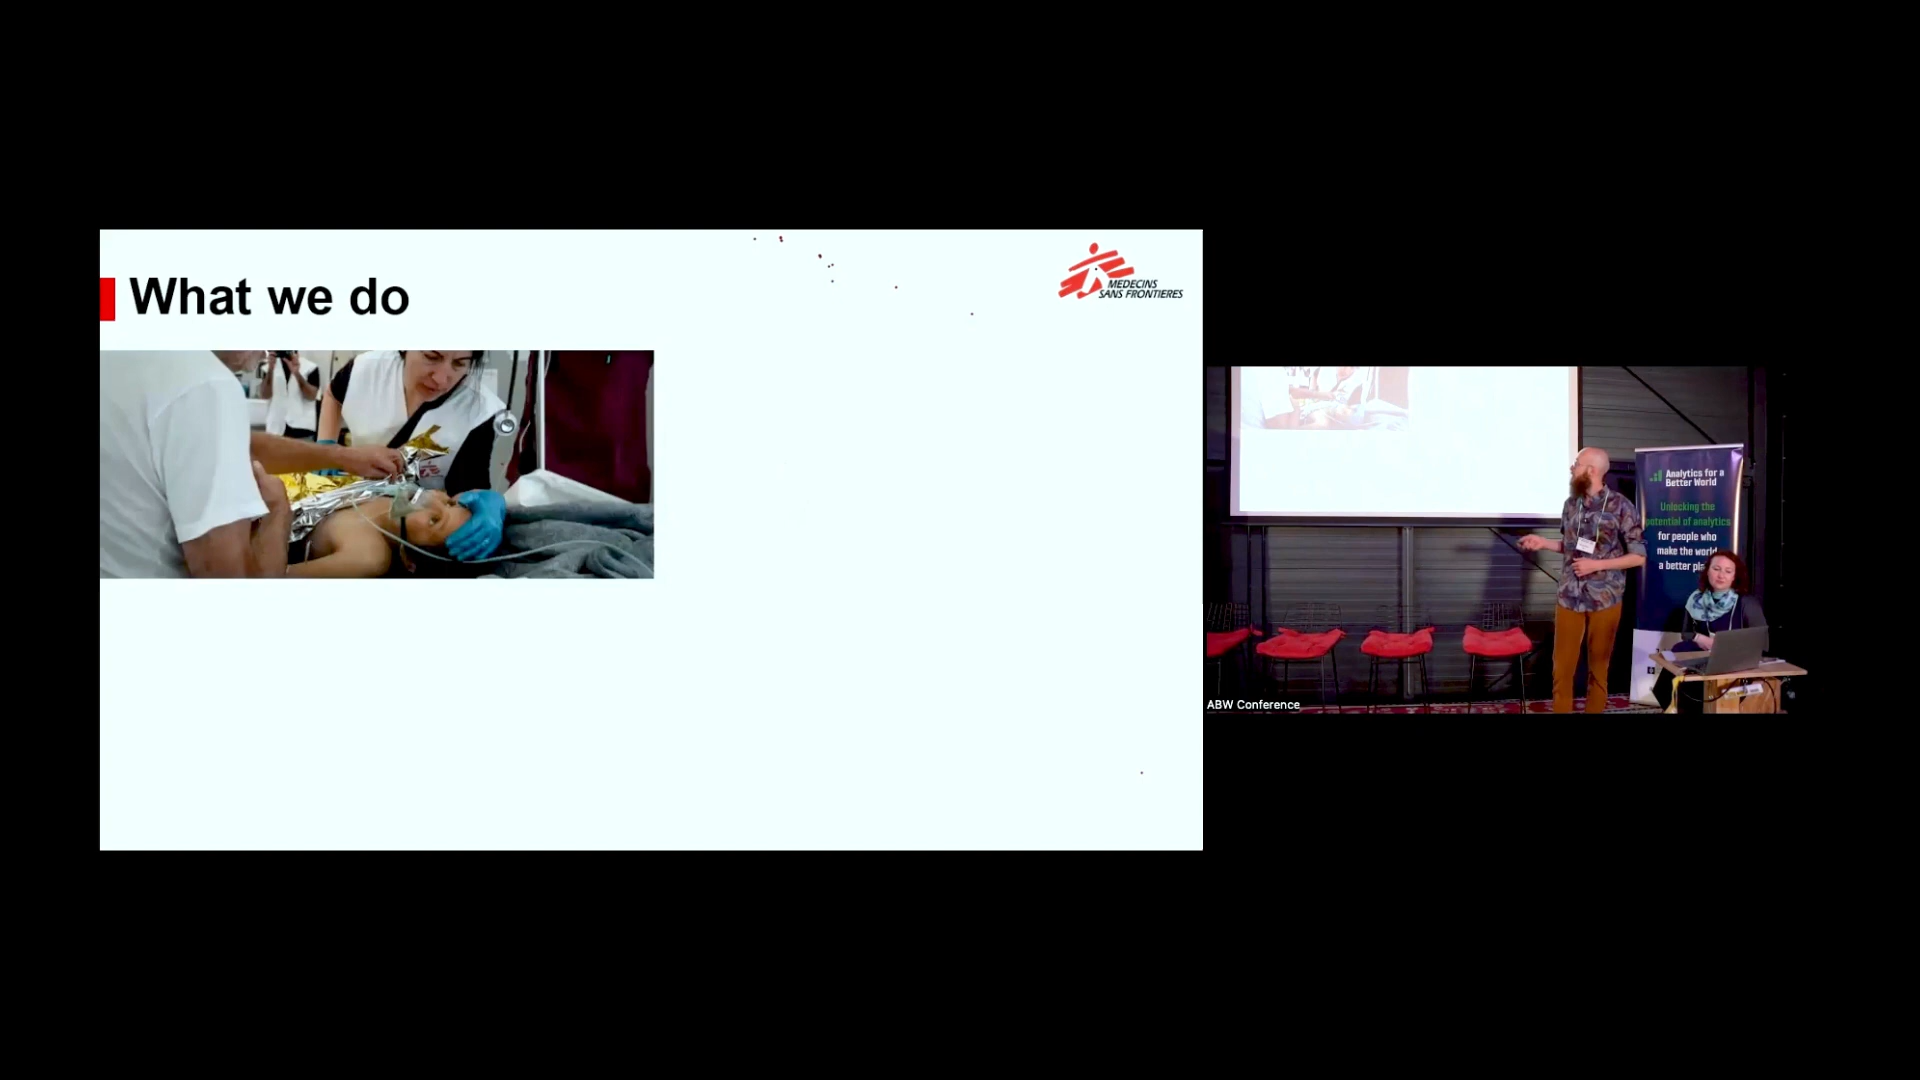 What we do
MEDECINS
SANS FRONTIERES
Analytics for a
Better World
Unlocking the
potential of analytics
for people who
make the world
a better
ABW Conference